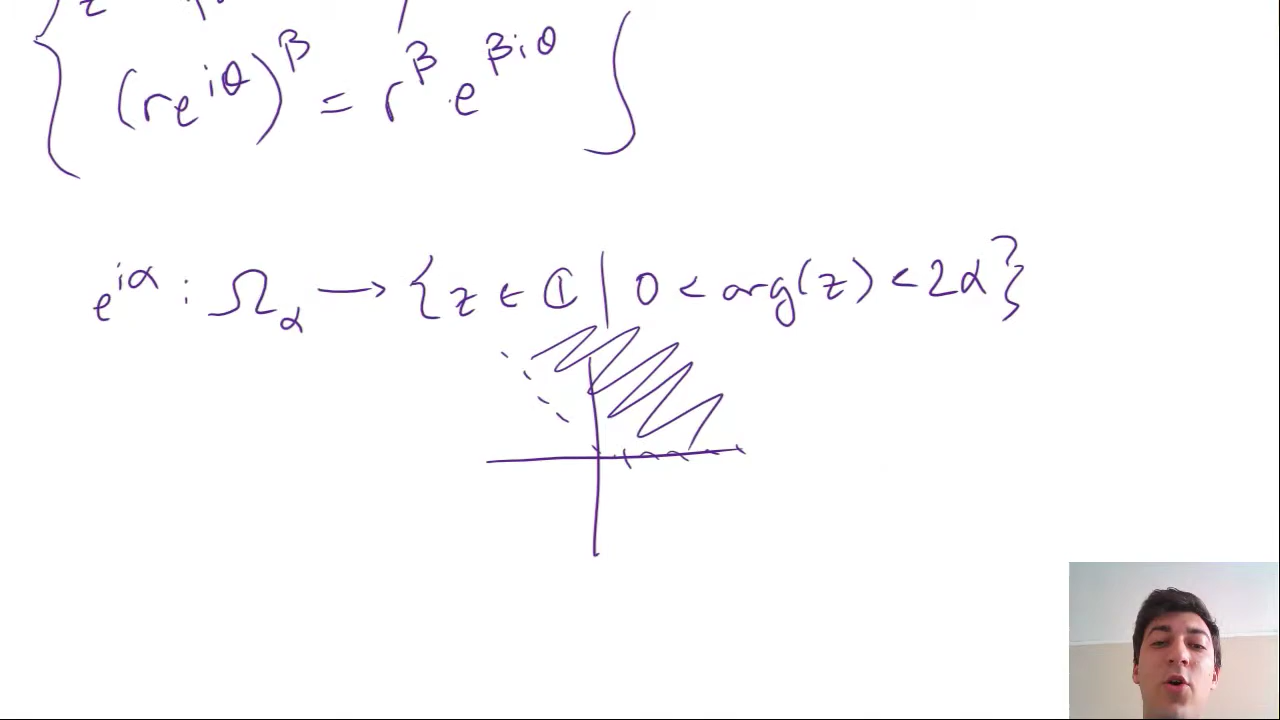 (re^{iθ})^β = r^β · e^{βiθ}
e^{iα} : Ω_α → {z ∈ ℂ | 0 < arg(z) < 2α}